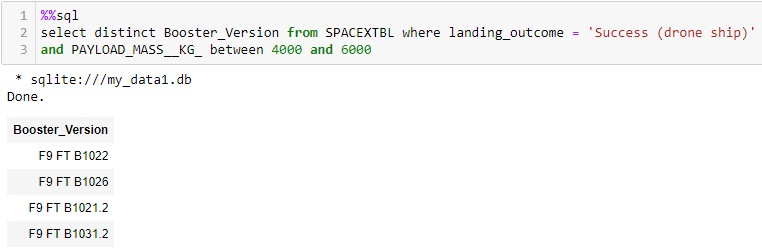 1 %%sql
2 select distinct Booster_Version from SPACEXTBL where landing_outcome = 'Success (drone ship)'
3 and PAYLOAD_MASS__KG_ between 4000 and 6000
* sqlite:///my_data1.db
Done.
Booster_Version
F9 FT B1022
F9 FT B1026
F9 FT B1021.2
F9 FT B1031.2